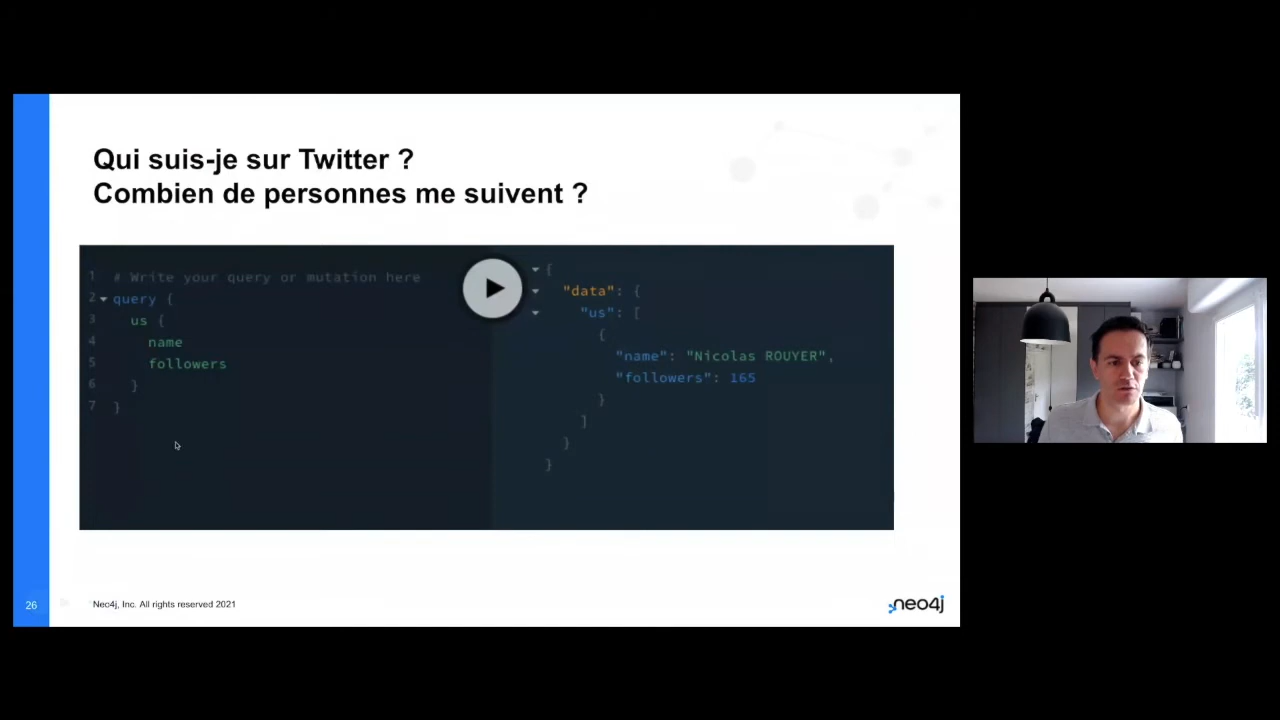 Qui suis-je sur Twitter ?
Combien de personnes me suivent ?
1 # Write your query or mutation here
2 query {
3 us {
4 name
5 followers
6 }
7 }
{
"data": {
"us": [
{
"name": "Nicolas ROUYER",
"followers": 165
}
]
}
}
26
Neo4j, Inc. All rights reserved 2021
neo4j